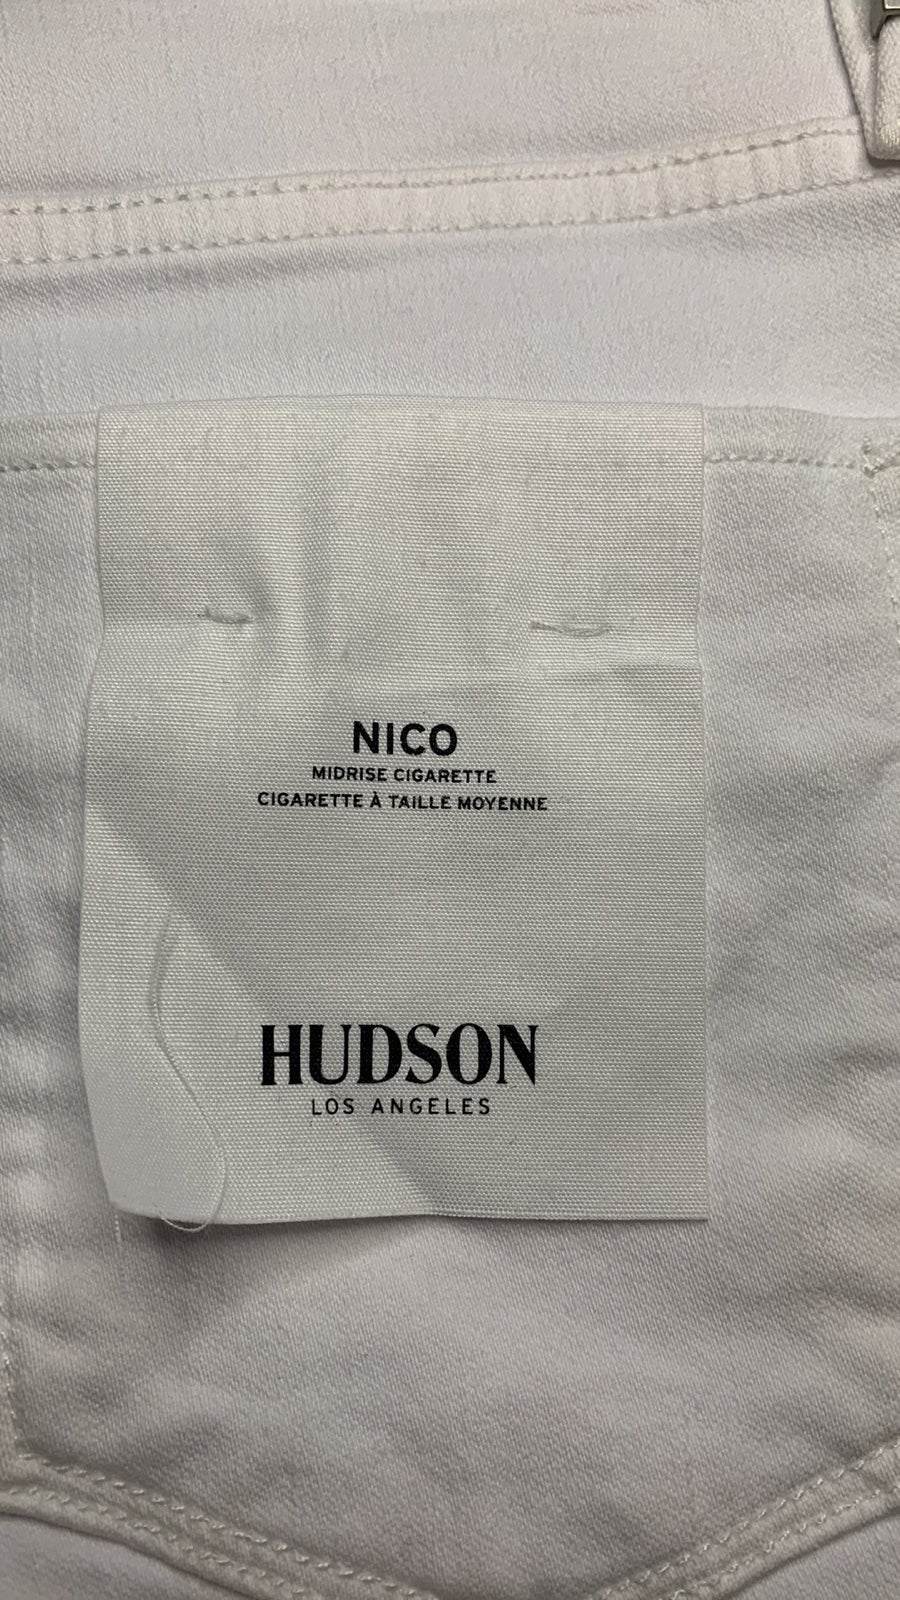 NICO
MIDRISE CIGARETTE
CIGARETTE À TAILLE MOYENNE
HUDSON
LOS ANGELES